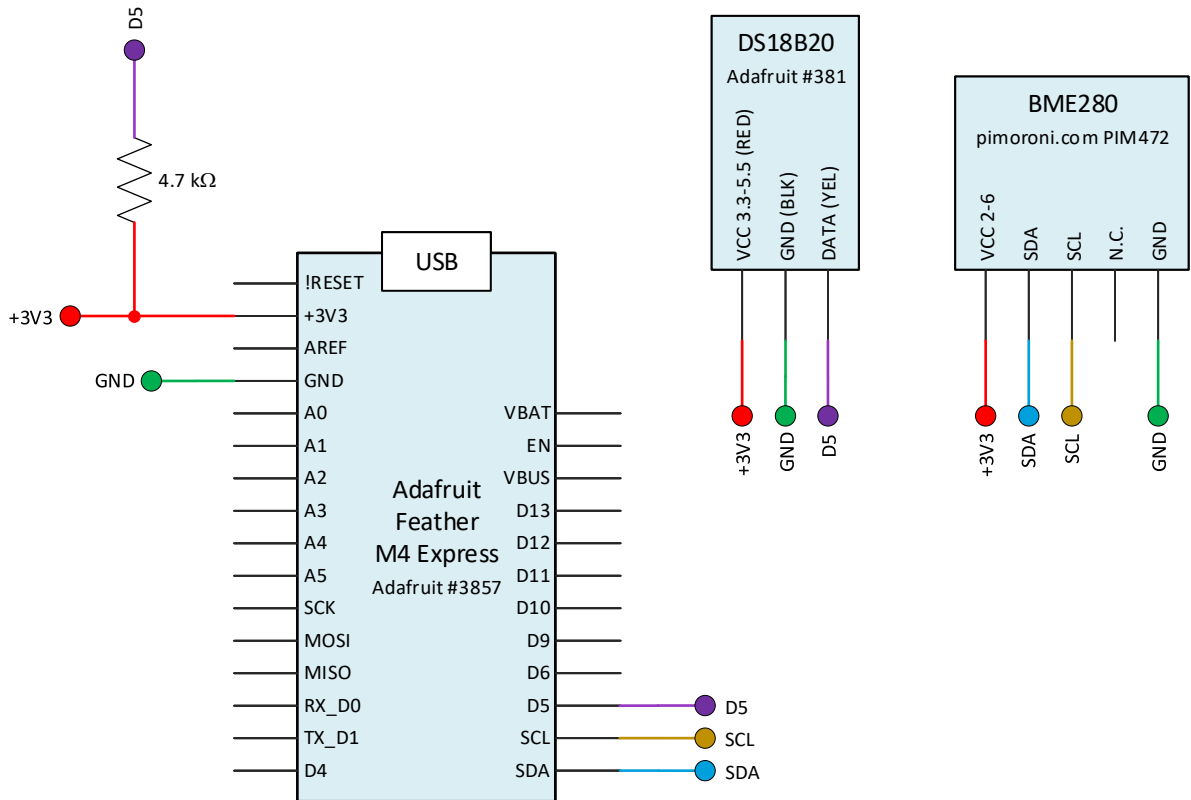 D5
4.7 kΩ
+3V3
GND
USB
!RESET
+3V3
AREF
GND
A0
A1
A2
A3
A4
A5
SCK
MOSI
MISO
RX_D0
TX_D1
D4
Adafruit
Feather
M4 Express
Adafruit #3857
VBAT
EN
VBUS
D13
D12
D11
D10
D9
D6
D5
SCL
SDA
D5
SCL
SDA
DS18B20
Adafruit #381
VCC 3.3-5.5 (RED)
GND (BLK)
DATA (YEL)
+3V3
GND
D5
BME280
pimoroni.com PIM472
VCC 2-6
SDA
SCL
N.C.
GND
+3V3
SDA
SCL
GND